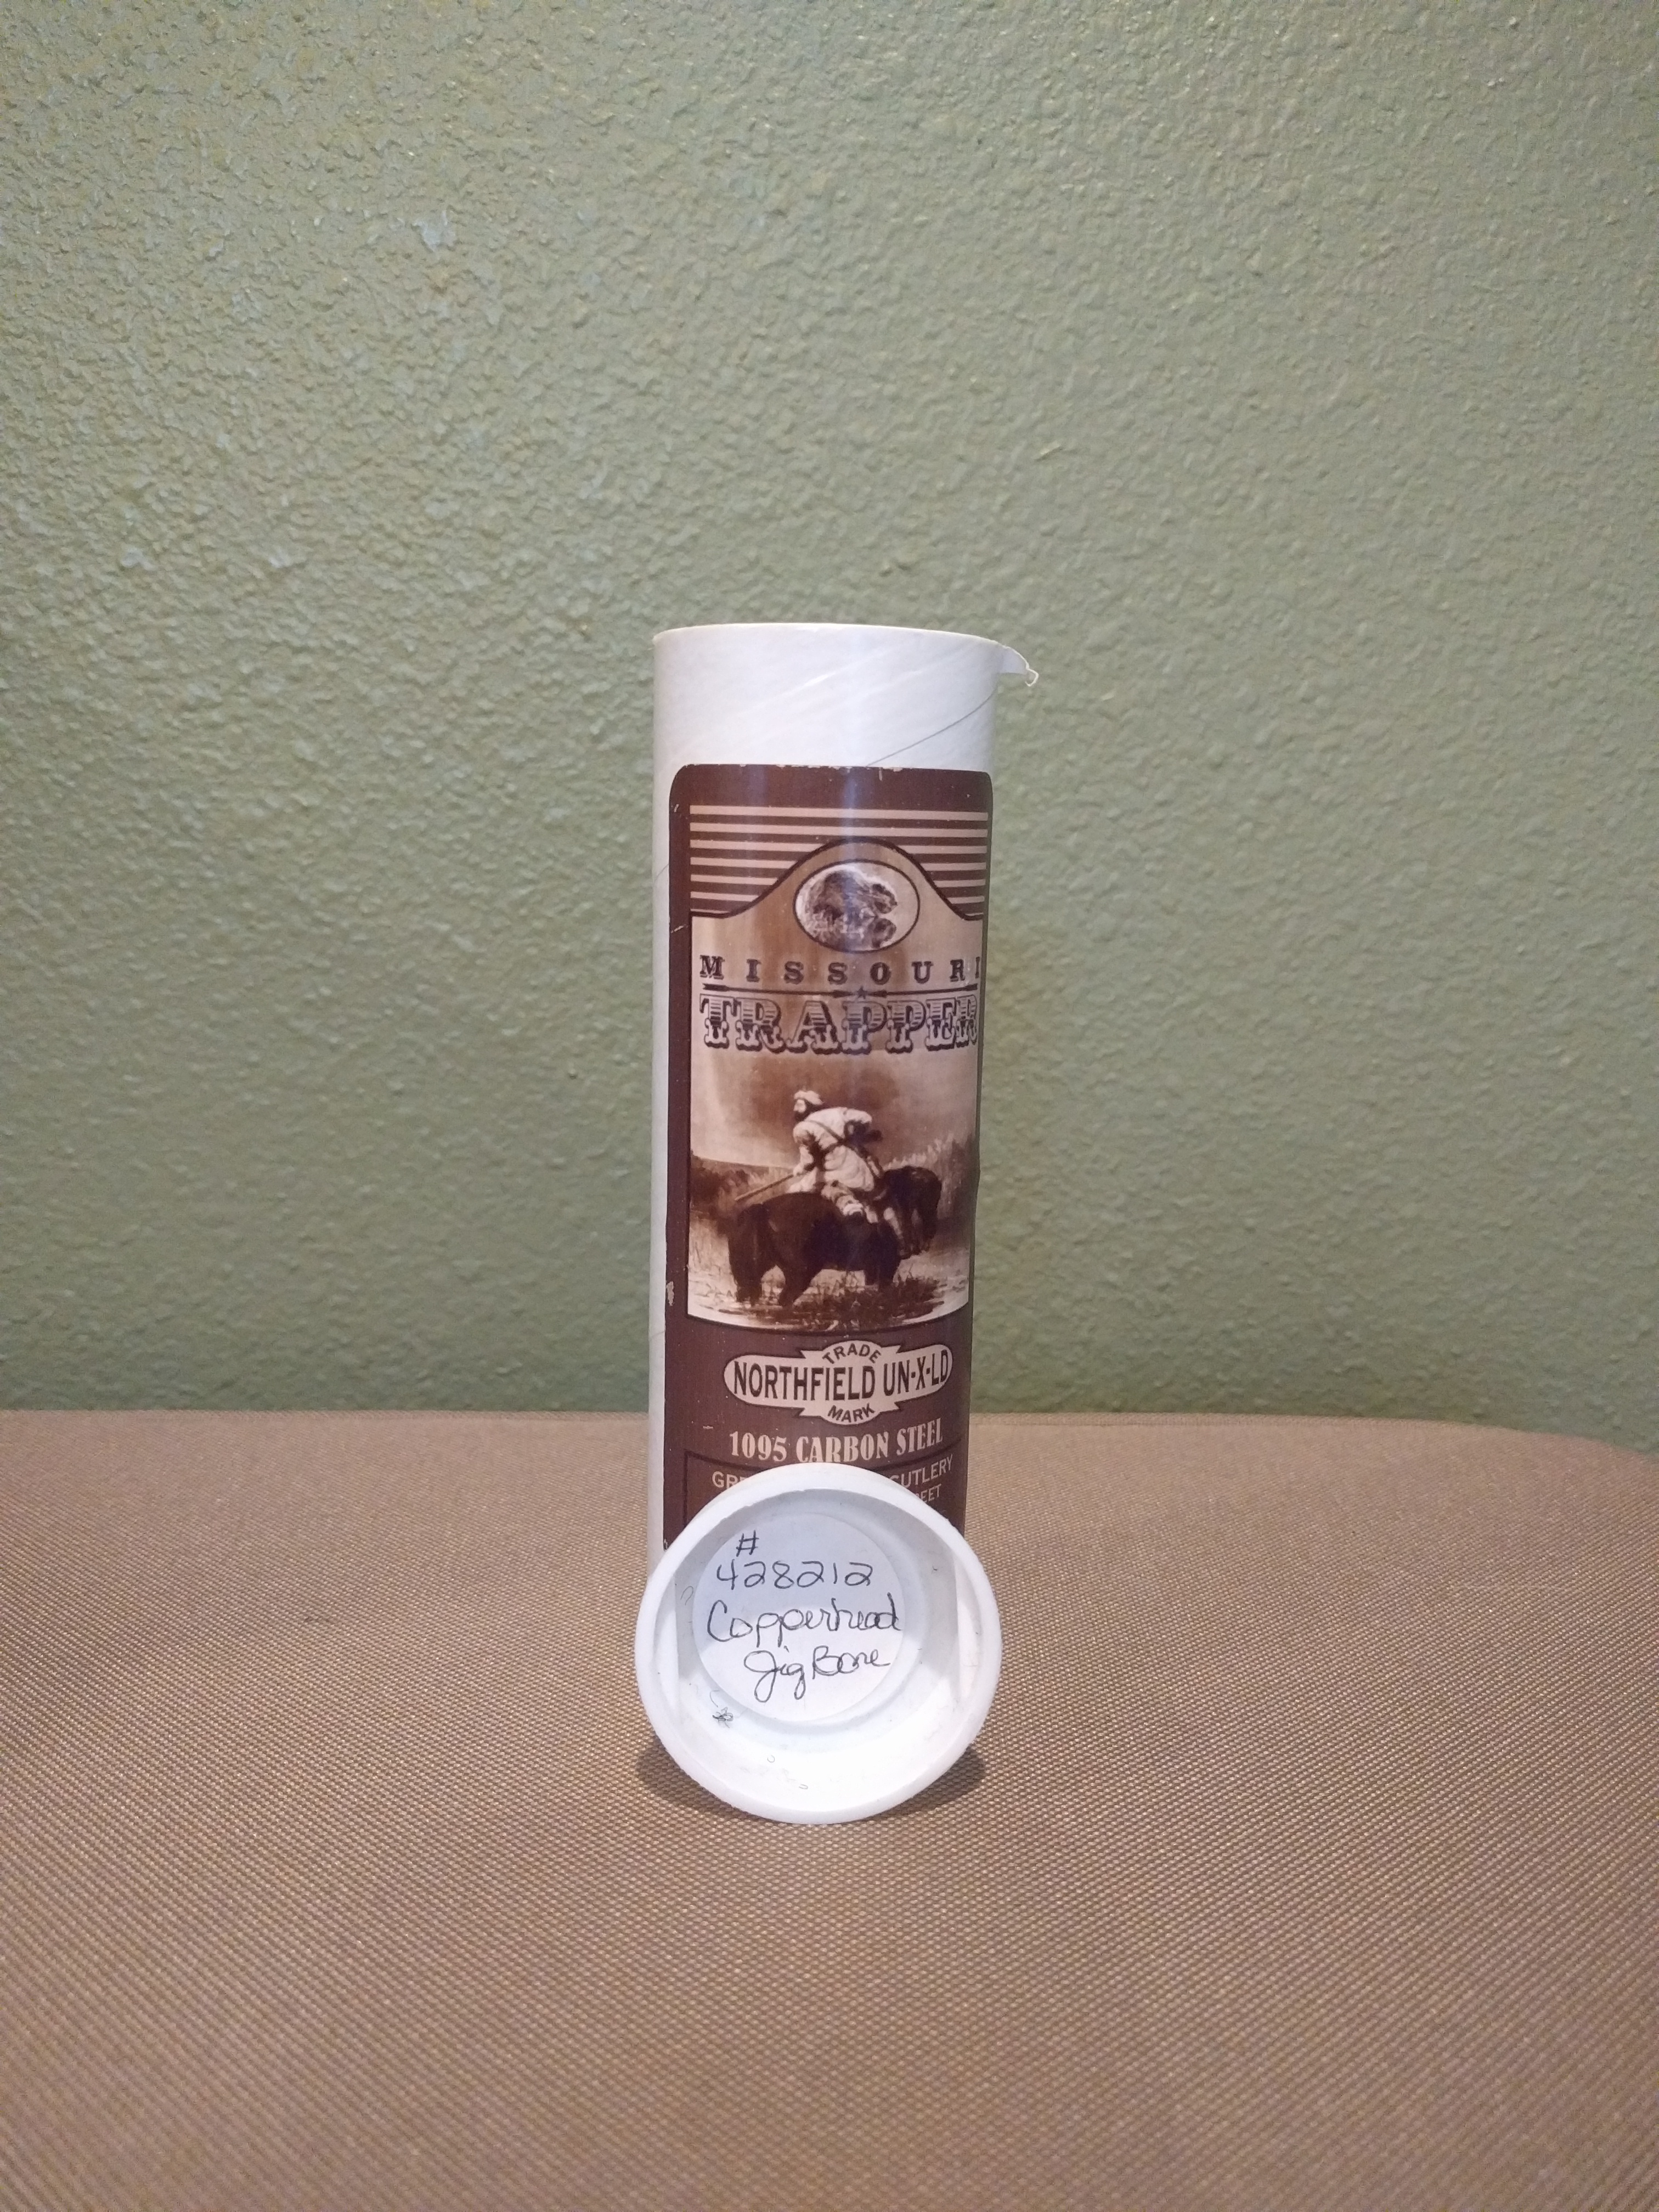 MISSOURI
TRAPPER
TRADE
NORTHFIELD UN-X-LD
MARK
1095 CARBON STEEL
CUTLERY
#
428212
Copperhead
Jig Bone